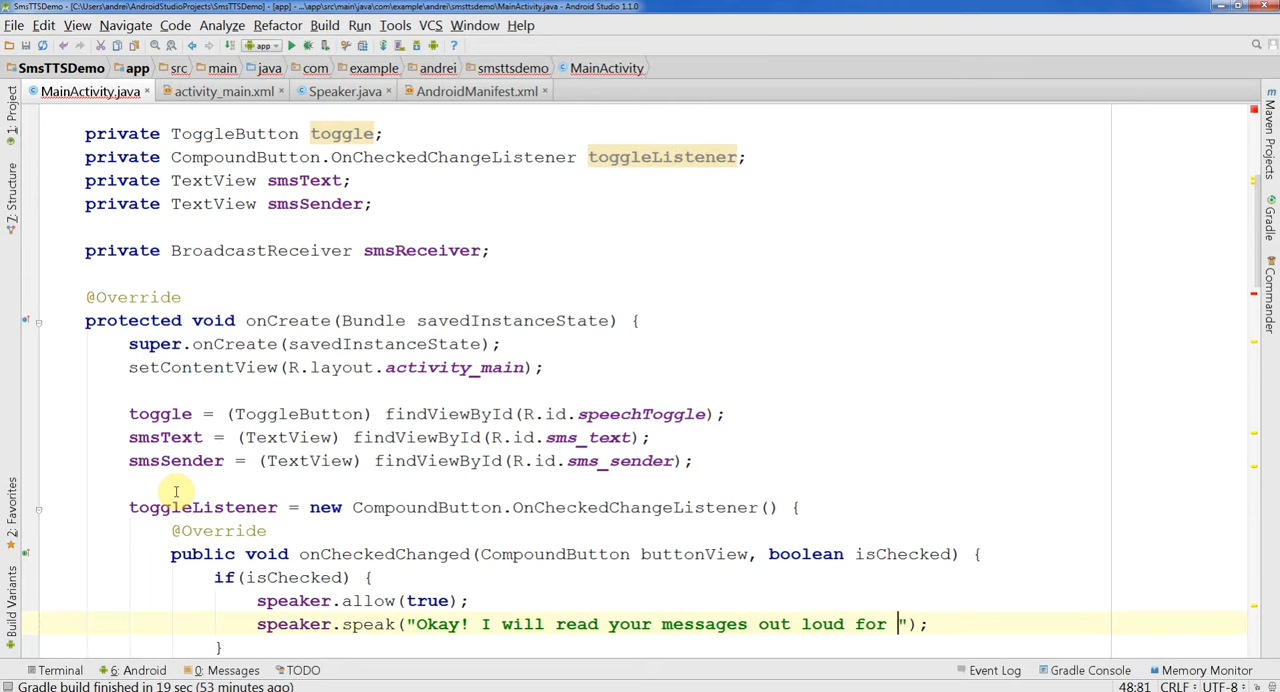 SmsTTSDemo - [C:\Users\andrei\AndroidStudioProjects\SmsTTSDemo] - [app] - ...\app\src\main\java\com\example\andrei\smsttsdemo\MainActivity.java - Android Studio 1.1.0
File Edit View Navigate Code Analyze Refactor Build Run Tools VCS Window Help
app
SmsTTSDemo app src main java com example andrei smsttsdemo MainActivity
MainActivity.java activity_main.xml Speaker.java AndroidManifest.xml
1: Project
7: Structure
2: Favorites
Build Variants
private ToggleButton toggle;
private CompoundButton.OnCheckedChangeListener toggleListener;
private TextView smsText;
private TextView smsSender;
private BroadcastReceiver smsReceiver;
@Override
protected void onCreate(Bundle savedInstanceState) {
super.onCreate(savedInstanceState);
setContentView(R.layout.activity_main);
toggle = (ToggleButton) findViewById(R.id.speechToggle);
smsText = (TextView) findViewById(R.id.sms_text);
smsSender = (TextView) findViewById(R.id.sms_sender);
toggleListener = new CompoundButton.OnCheckedChangeListener() {
@Override
public void onCheckedChanged(CompoundButton buttonView, boolean isChecked) {
if(isChecked) {
speaker.allow(true);
speaker.speak("Okay! I will read your messages out loud for ");
}
m Maven Projects
Gradle
Commander
Terminal 6: Android 0: Messages TODO Event Log Gradle Console Memory Monitor
Gradle build finished in 19 sec (53 minutes ago) 48:81 CRLF UTF-8